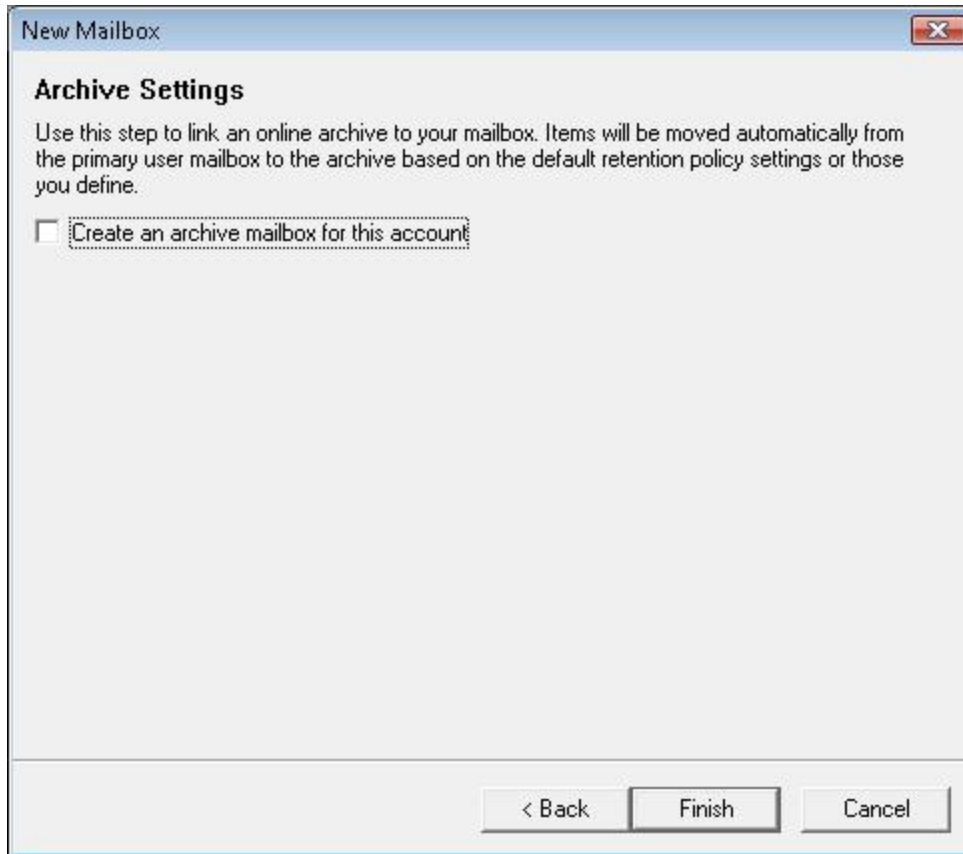 New Mailbox
Archive Settings
Use this step to link an online archive to your mailbox. Items will be moved automatically from
the primary user mailbox to the archive based on the default retention policy settings or those
you define.
Create an archive mailbox for this account
< Back Finish Cancel